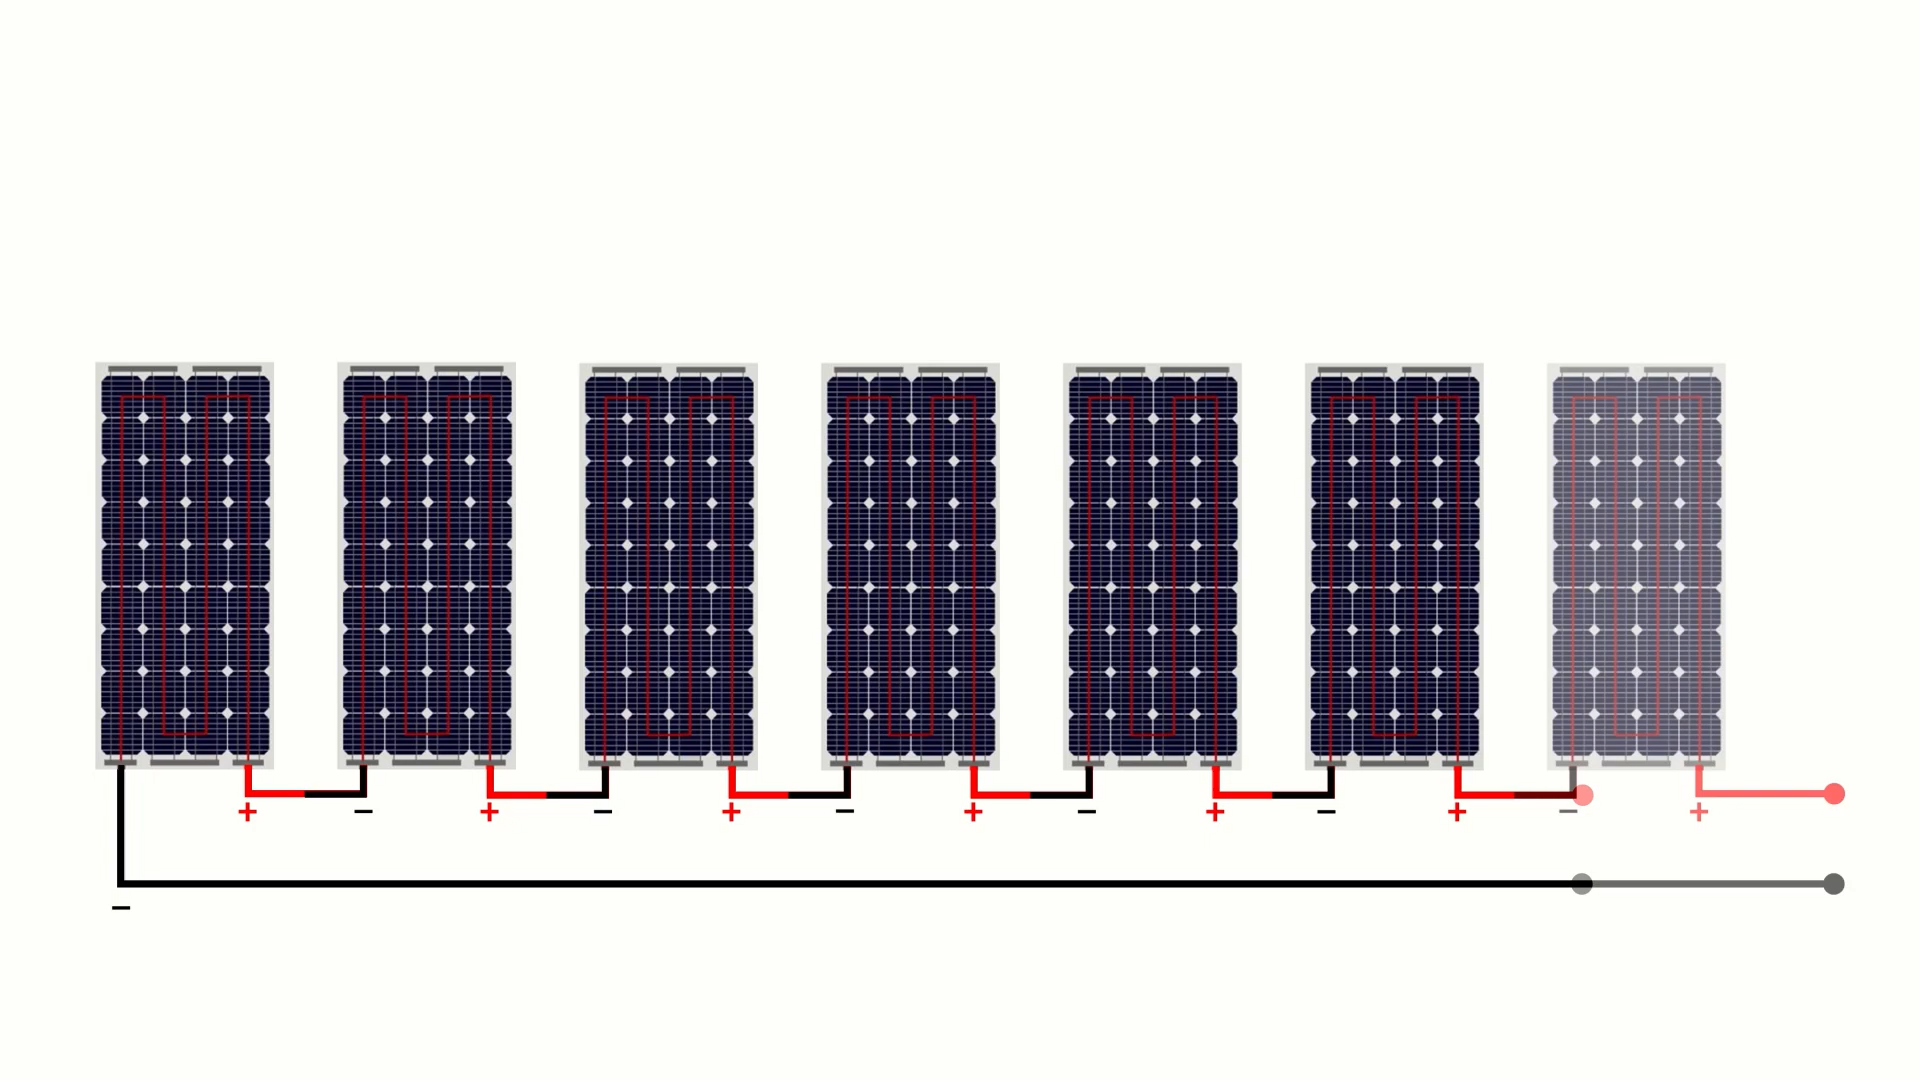 + − + − + − + − + − + − +
−